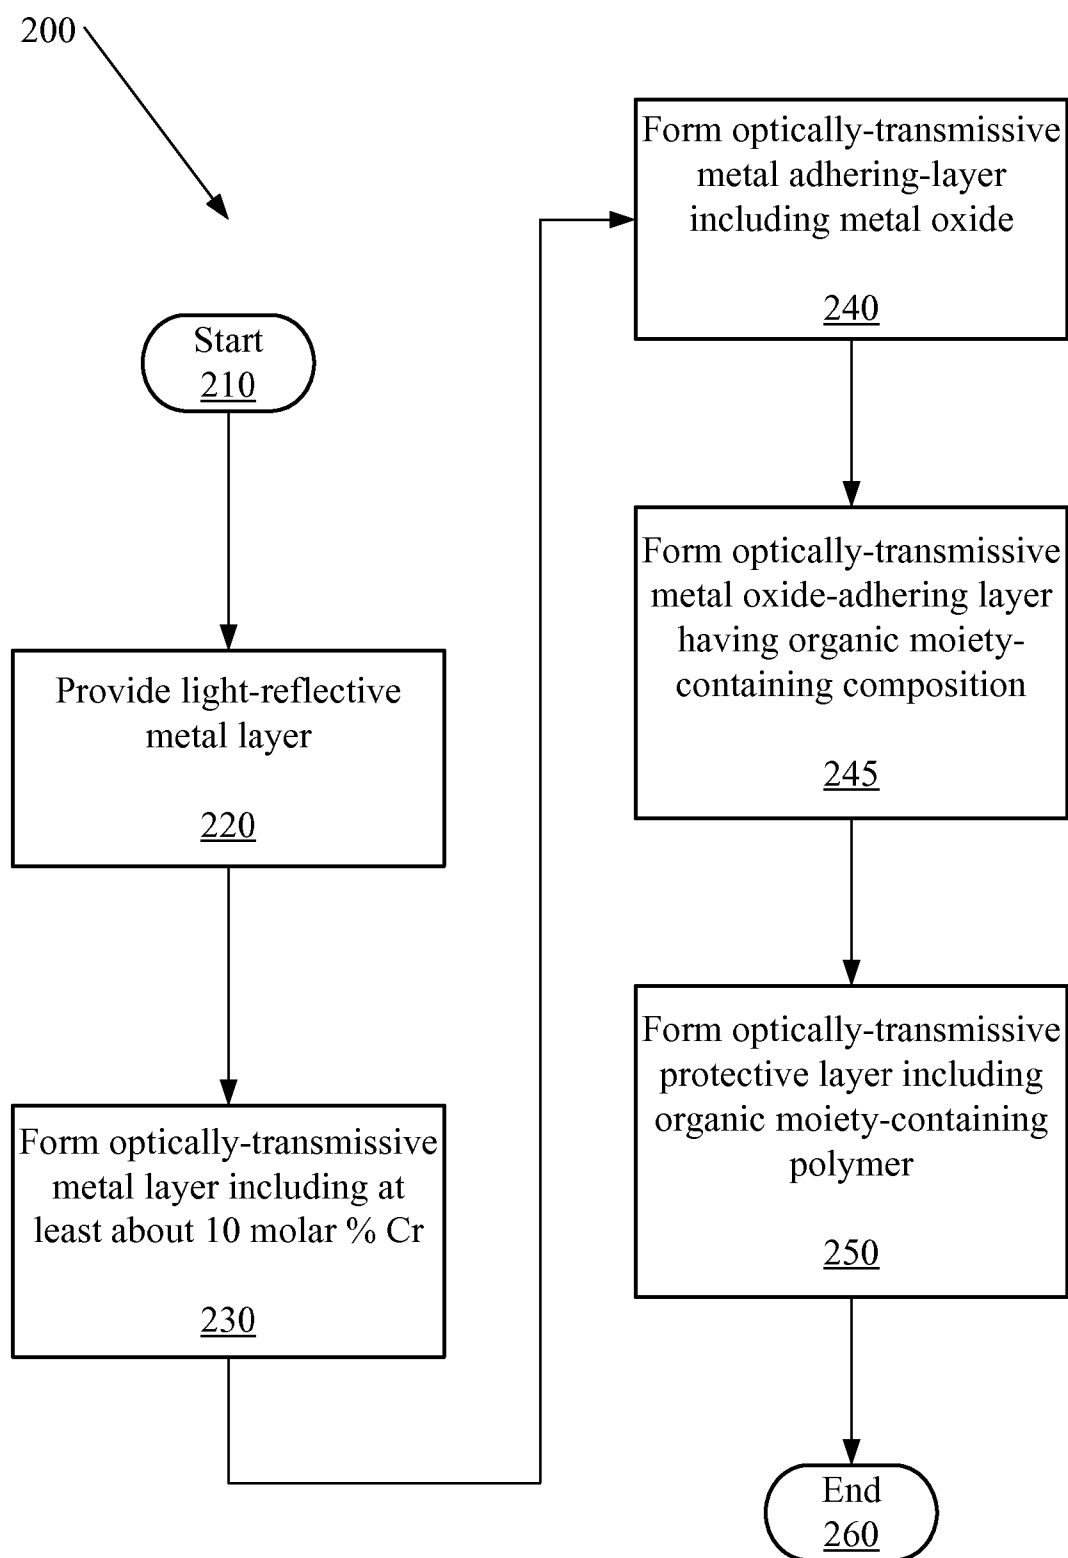 200
Start
210
Provide light-reflective
metal layer
220
Form optically-transmissive
metal layer including at
least about 10 molar % Cr
230
Form optically-transmissive
metal adhering-layer
including metal oxide
240
Form optically-transmissive
metal oxide-adhering layer
having organic moiety-
containing composition
245
Form optically-transmissive
protective layer including
organic moiety-containing
polymer
250
End
260